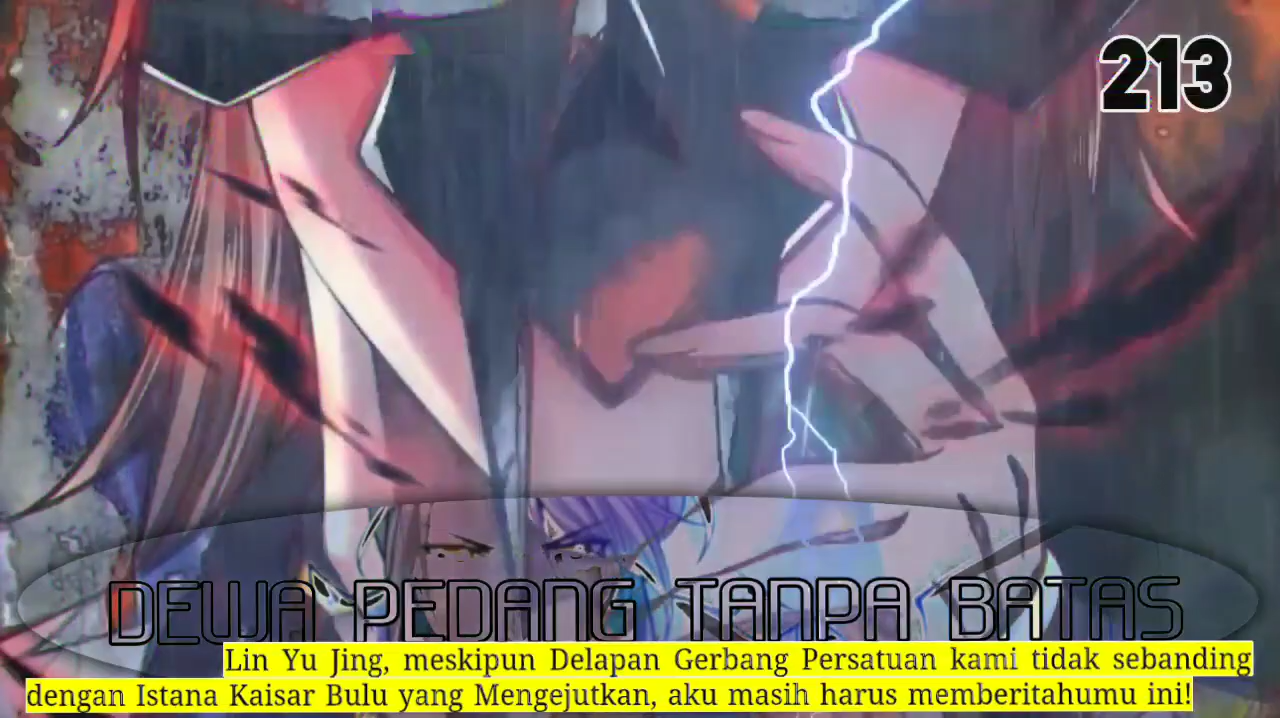 213
DEWA PEDANG TANPA BATAS
Lin Yu Jing, meskipun Delapan Gerbang Persatuan kami tidak sebanding
dengan Istana Kaisar Bulu yang Mengejutkan, aku masih harus memberitahumu ini!